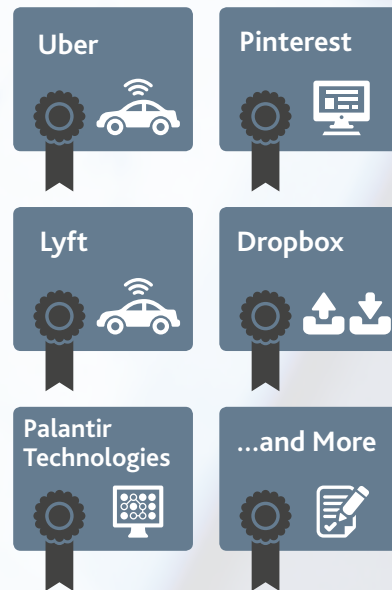 Uber
Pinterest
Lyft
Dropbox
Palantir
Technologies
...and More